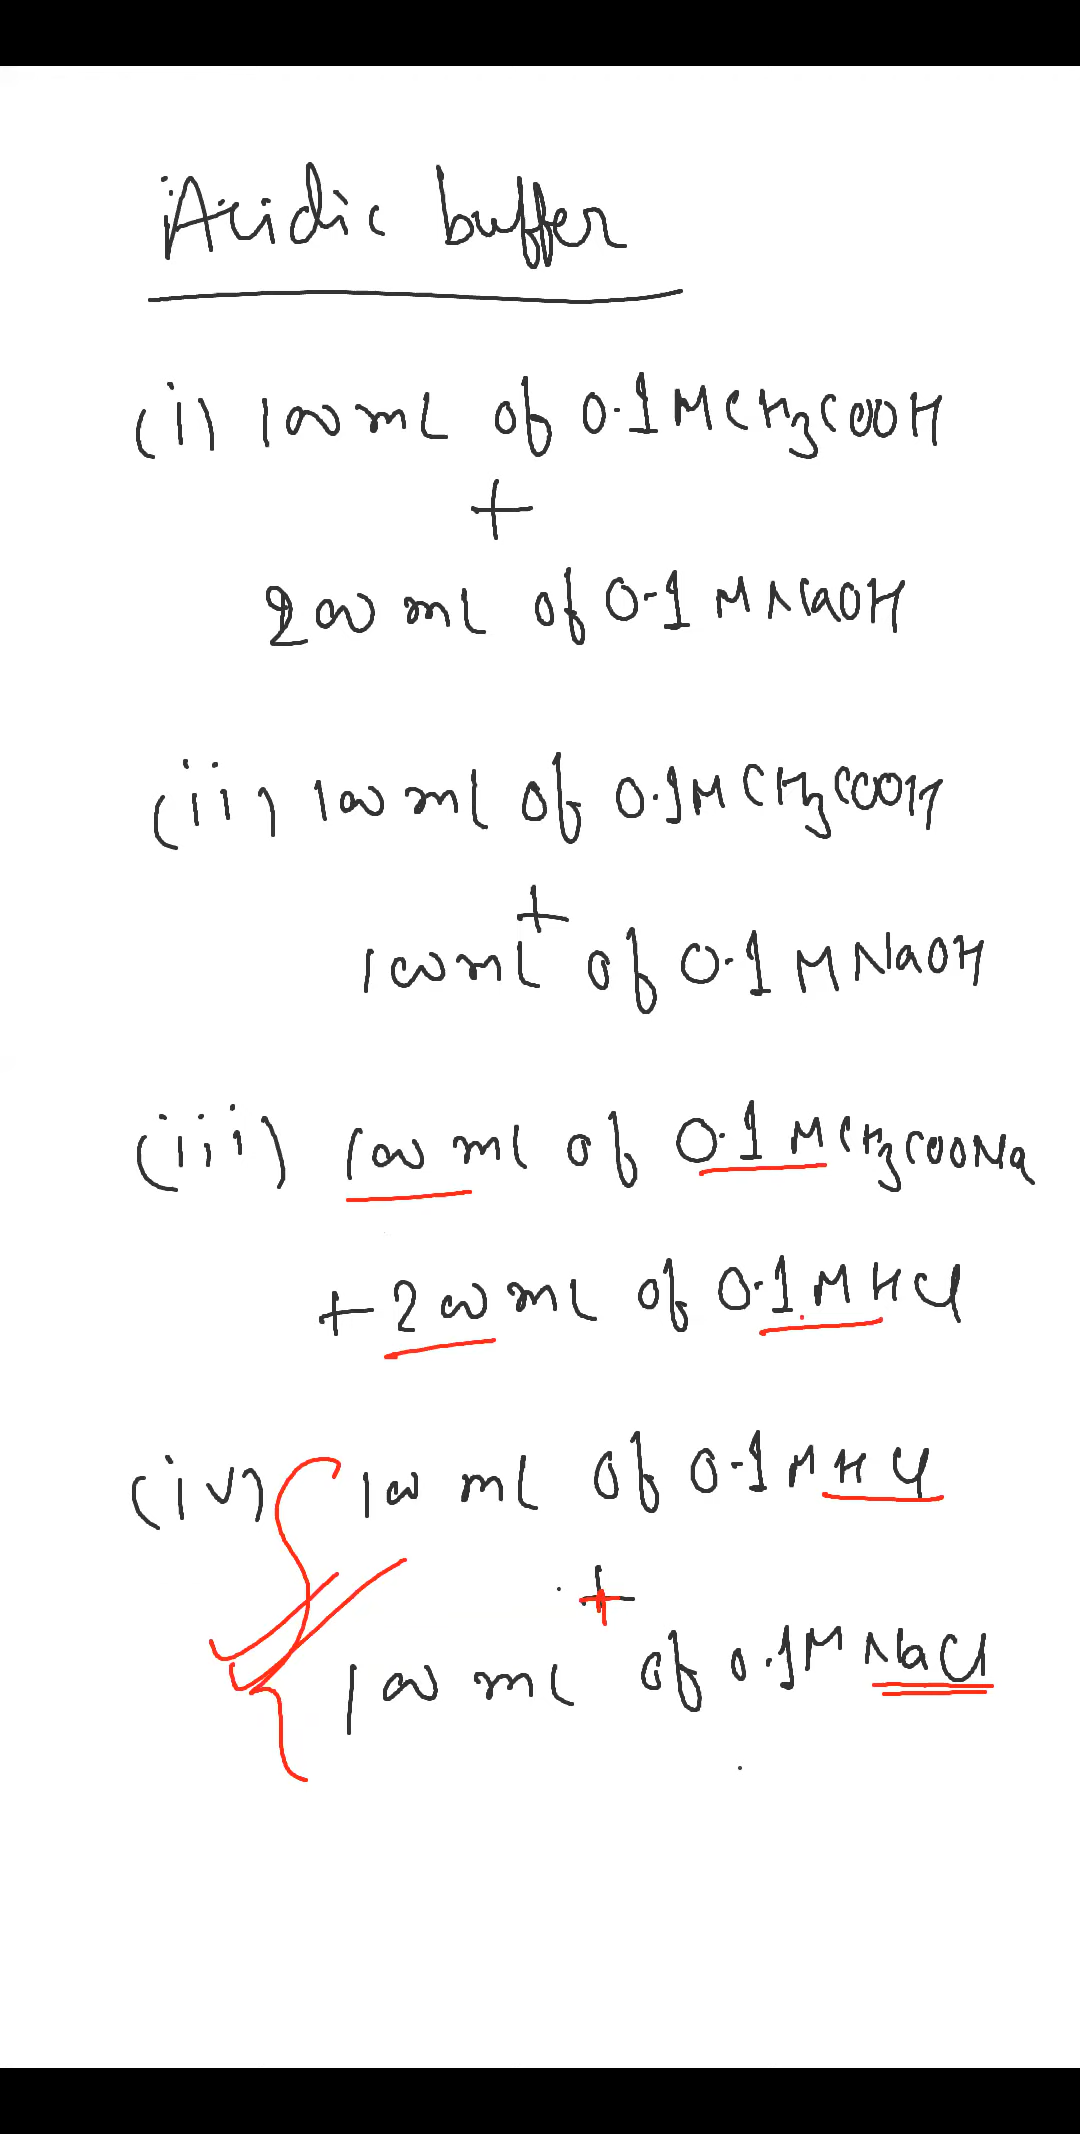 Acidic buffer
(i) 100 mL of 0.1 M CH3COOH
+
200 mL of 0.1 M NaOH
(ii) 100 mL of 0.1 M CH3COOH
+
100 mL of 0.1 M NaOH
(iii) 100 mL of 0.1 M CH3COONa
+ 200 mL of 0.1 M HCl
(iv) 100 mL of 0.1 M HCl
+
100 mL of 0.1 M NaCl